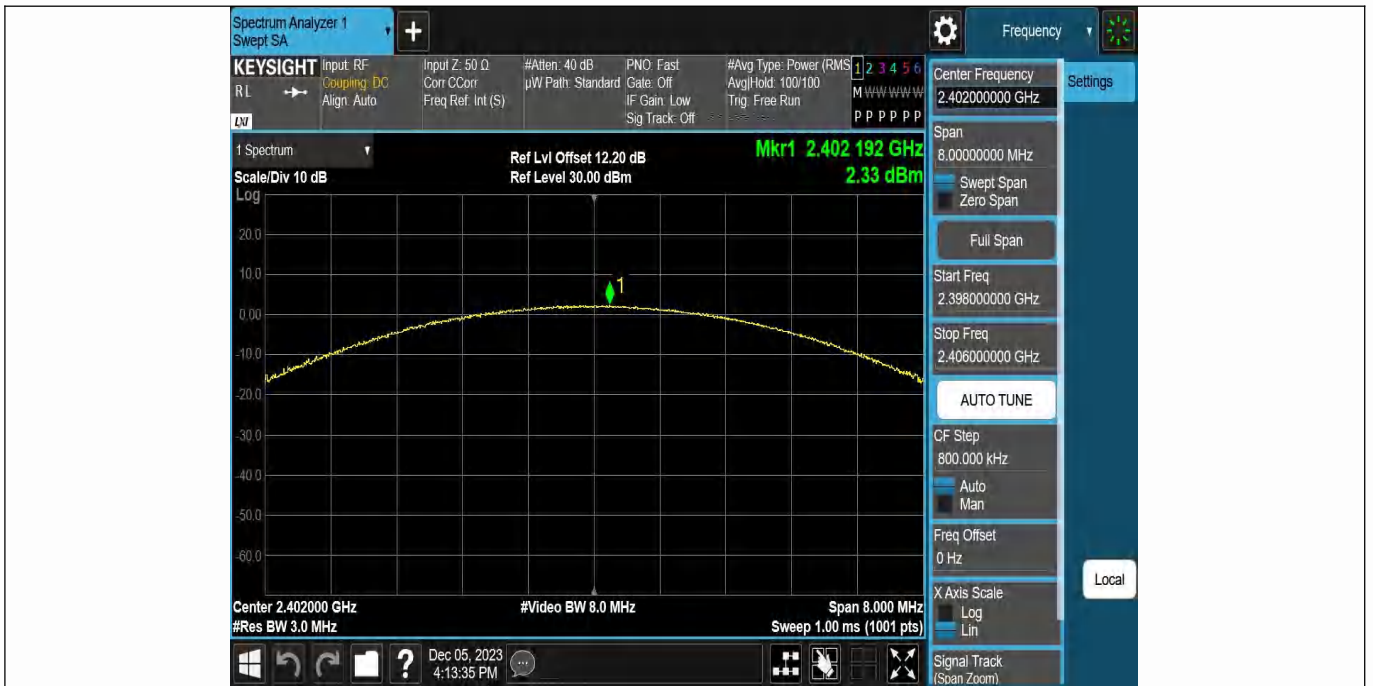 Spectrum Analyzer 1
Swept SA
+
Frequency
KEYSIGHT
RL
LXI
Input: RF
Coupling: DC
Align: Auto
Input Z: 50 Ω
Corr CCorr
Freq Ref: Int (S)
#Atten: 40 dB
µW Path: Standard
PNO: Fast
Gate: Off
IF Gain: Low
Sig Track: Off
#Avg Type: Power (RMS
Avg|Hold: 100/100
Trig: Free Run
1 2 3 4 5 6
M W W W W W
P P P P P P
1 Spectrum
Scale/Div 10 dB
Log
Ref Lvl Offset 12.20 dB
Ref Level 30.00 dBm
Mkr1 2.402 192 GHz
2.33 dBm
20.0
10.0
0.00
-10.0
-20.0
-30.0
-40.0
-50.0
-60.0
1
Center 2.402000 GHz
#Res BW 3.0 MHz
#Video BW 8.0 MHz
Span 8.000 MHz
Sweep 1.00 ms (1001 pts)
Center Frequency
2.402000000 GHz
Settings
Span
8.00000000 MHz
Swept Span
Zero Span
Full Span
Start Freq
2.398000000 GHz
Stop Freq
2.406000000 GHz
AUTO TUNE
CF Step
800.000 kHz
Auto
Man
Freq Offset
0 Hz
X Axis Scale
Log
Lin
Local
Signal Track
(Span Zoom)
?
Dec 05, 2023
4:13:35 PM